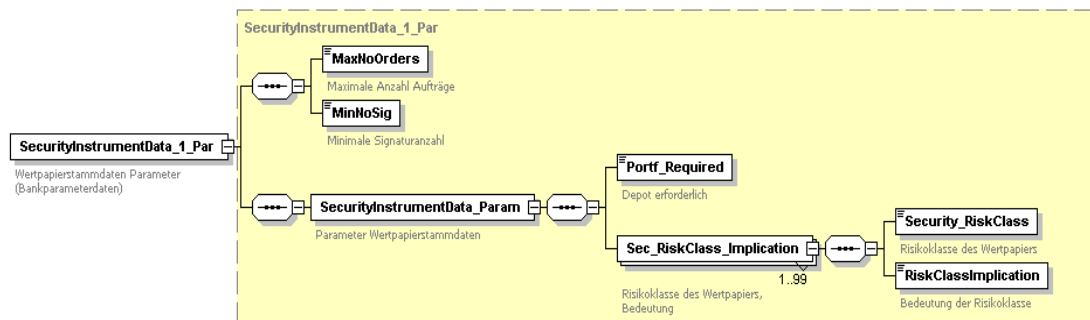 SecurityInstrumentData_1_Par
MaxNoOrders
Maximale Anzahl Aufträge
MinNoSig
Minimale Signaturanzahl
SecurityInstrumentData_1_Par
Wertpapierstammdaten Parameter
(Bankparameterdaten)
SecurityInstrumentData_Param
Parameter Wertpapierstammdaten
Portf_Required
Depot erforderlich
Sec_RiskClass_Implication
1..99
Risikoklasse des Wertpapiers,
Bedeutung
Security_RiskClass
Risikoklasse des Wertpapiers
RiskClassImplication
Bedeutung der Risikoklasse